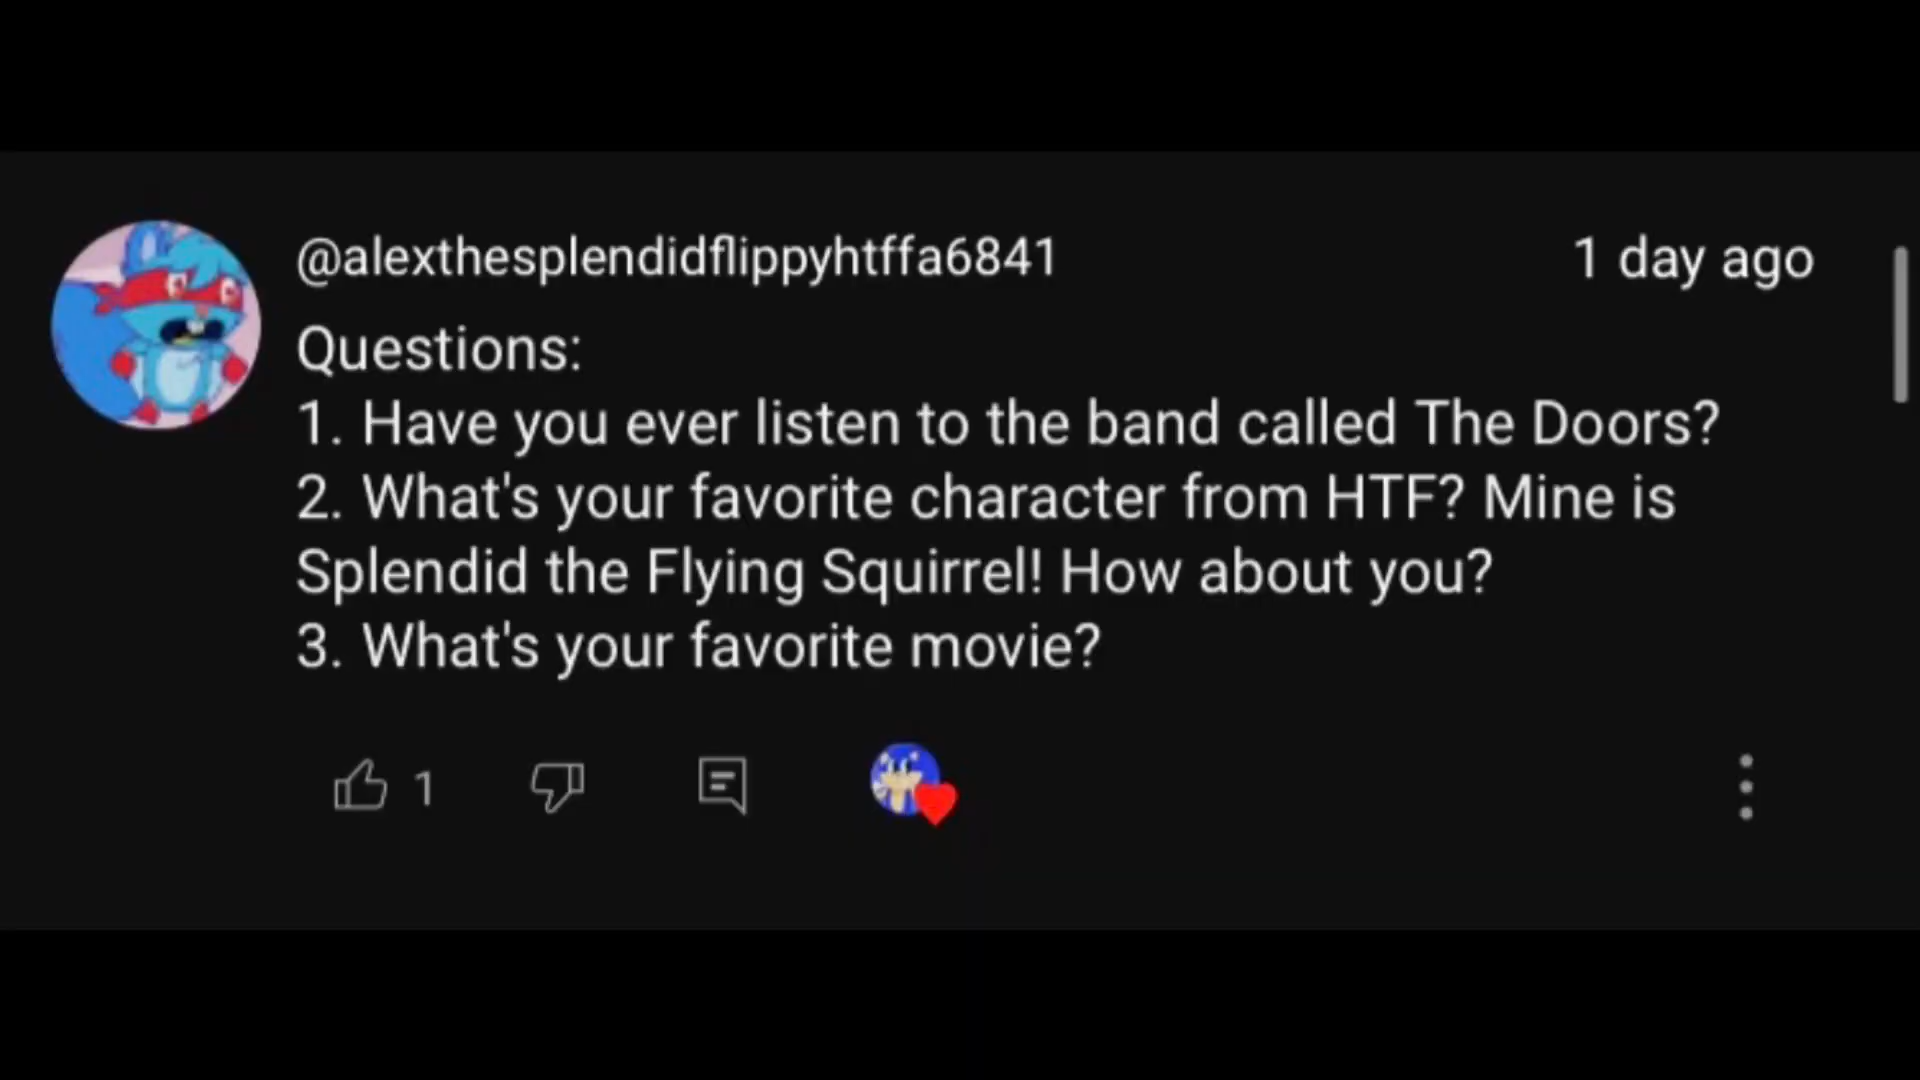 @alexthesplendidflippyhtffa6841
1 day ago
Questions:
1. Have you ever listen to the band called The Doors?
2. What's your favorite character from HTF? Mine is
Splendid the Flying Squirrel! How about you?
3. What's your favorite movie?
1